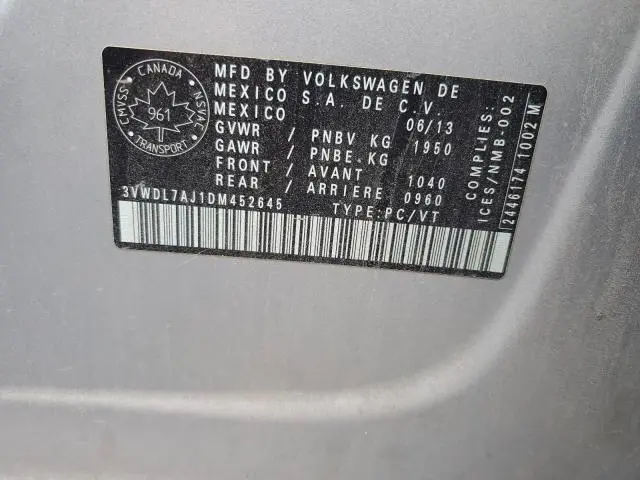 CANADA
CMVSS NSVAC
961
TRANSPORT
MFD BY VOLKSWAGEN DE
MEXICO S.A. DE C.V.
MEXICO 06/13
GVWR / PNBV KG 1950
GAWR / PNBE.KG
FRONT / AVANT 1040
REAR / ARRIERE 0960
3VWDL7AJ1DM452645 TYPE:PC/VT
COMPLIES:
ICES/NMB-002
2446174 1002 M